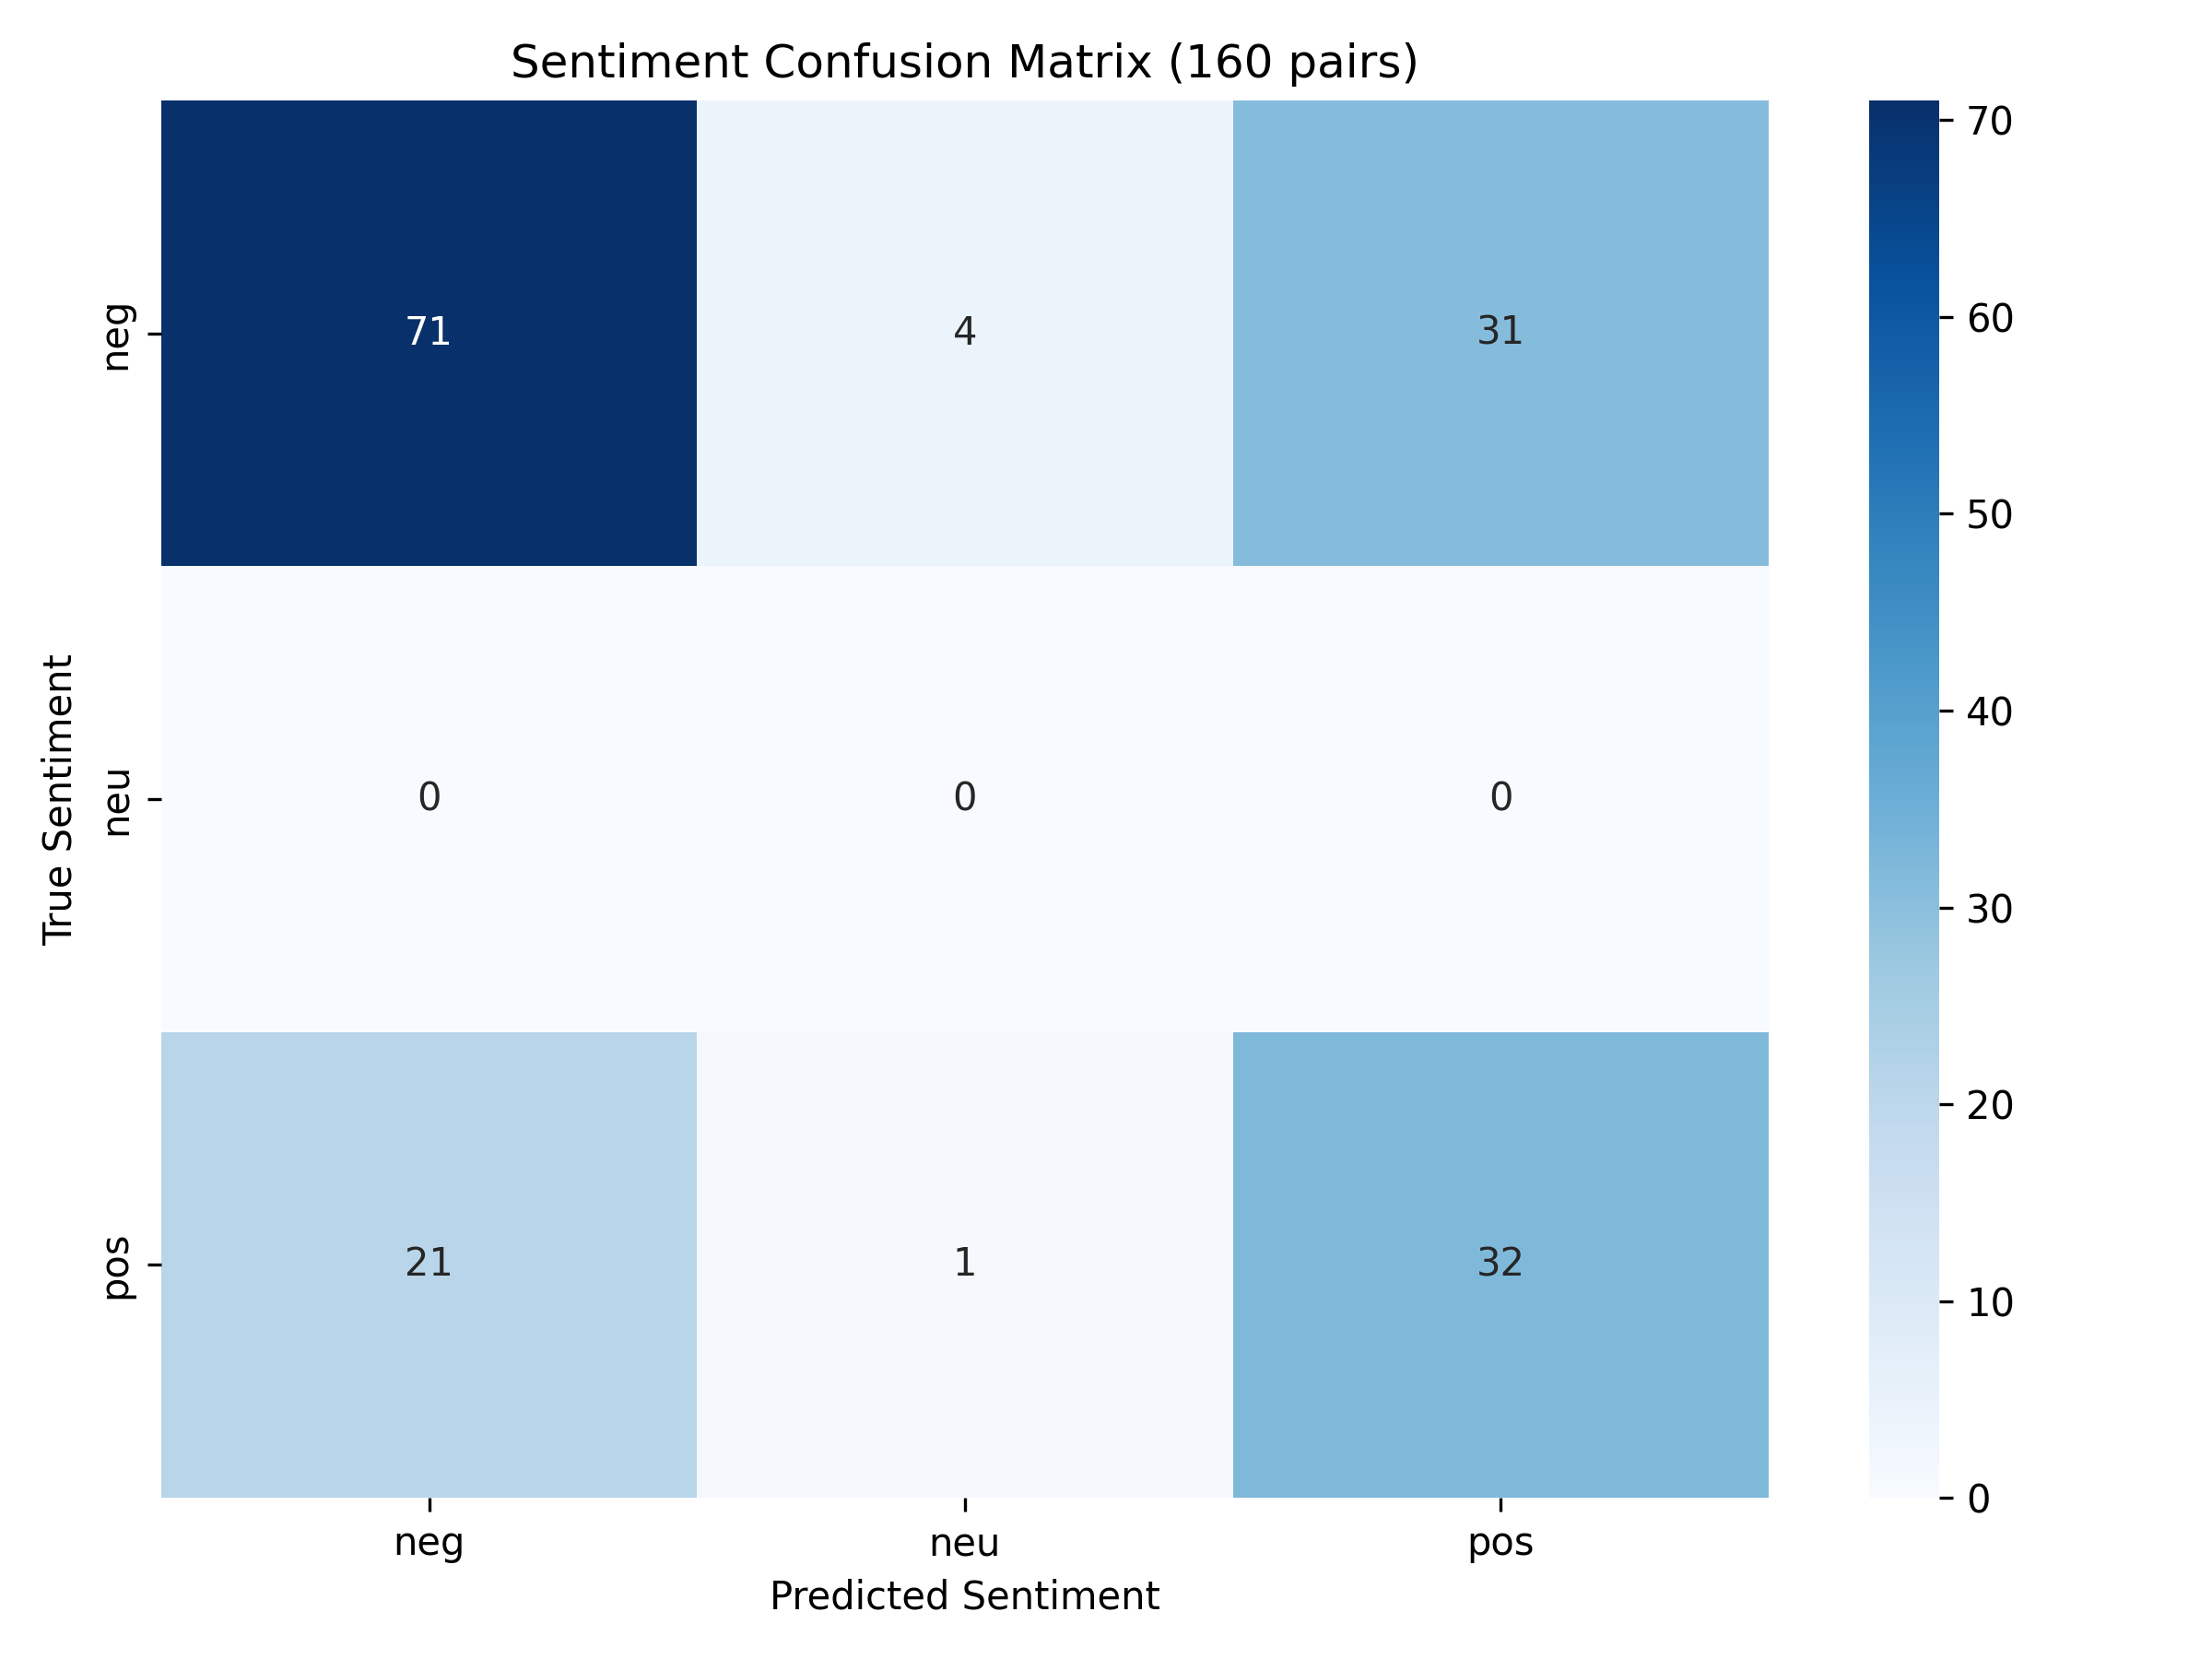 Sentiment Confusion Matrix (160 pairs)
True Sentiment
neg
71 4 31
neu
0 0 0
pos
21 1 32
neg neu pos
Predicted Sentiment
70
60
50
40
30
20
10
0